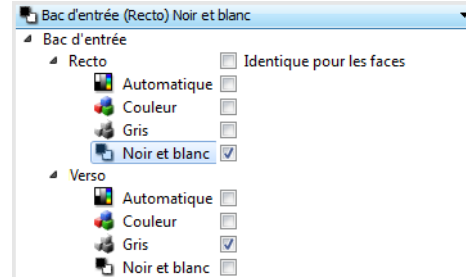 Bac d'entrée (Recto) Noir et blanc
Bac d'entrée
Recto Identique pour les faces
Automatique
Couleur
Gris
Noir et blanc
Verso
Automatique
Couleur
Gris
Noir et blanc